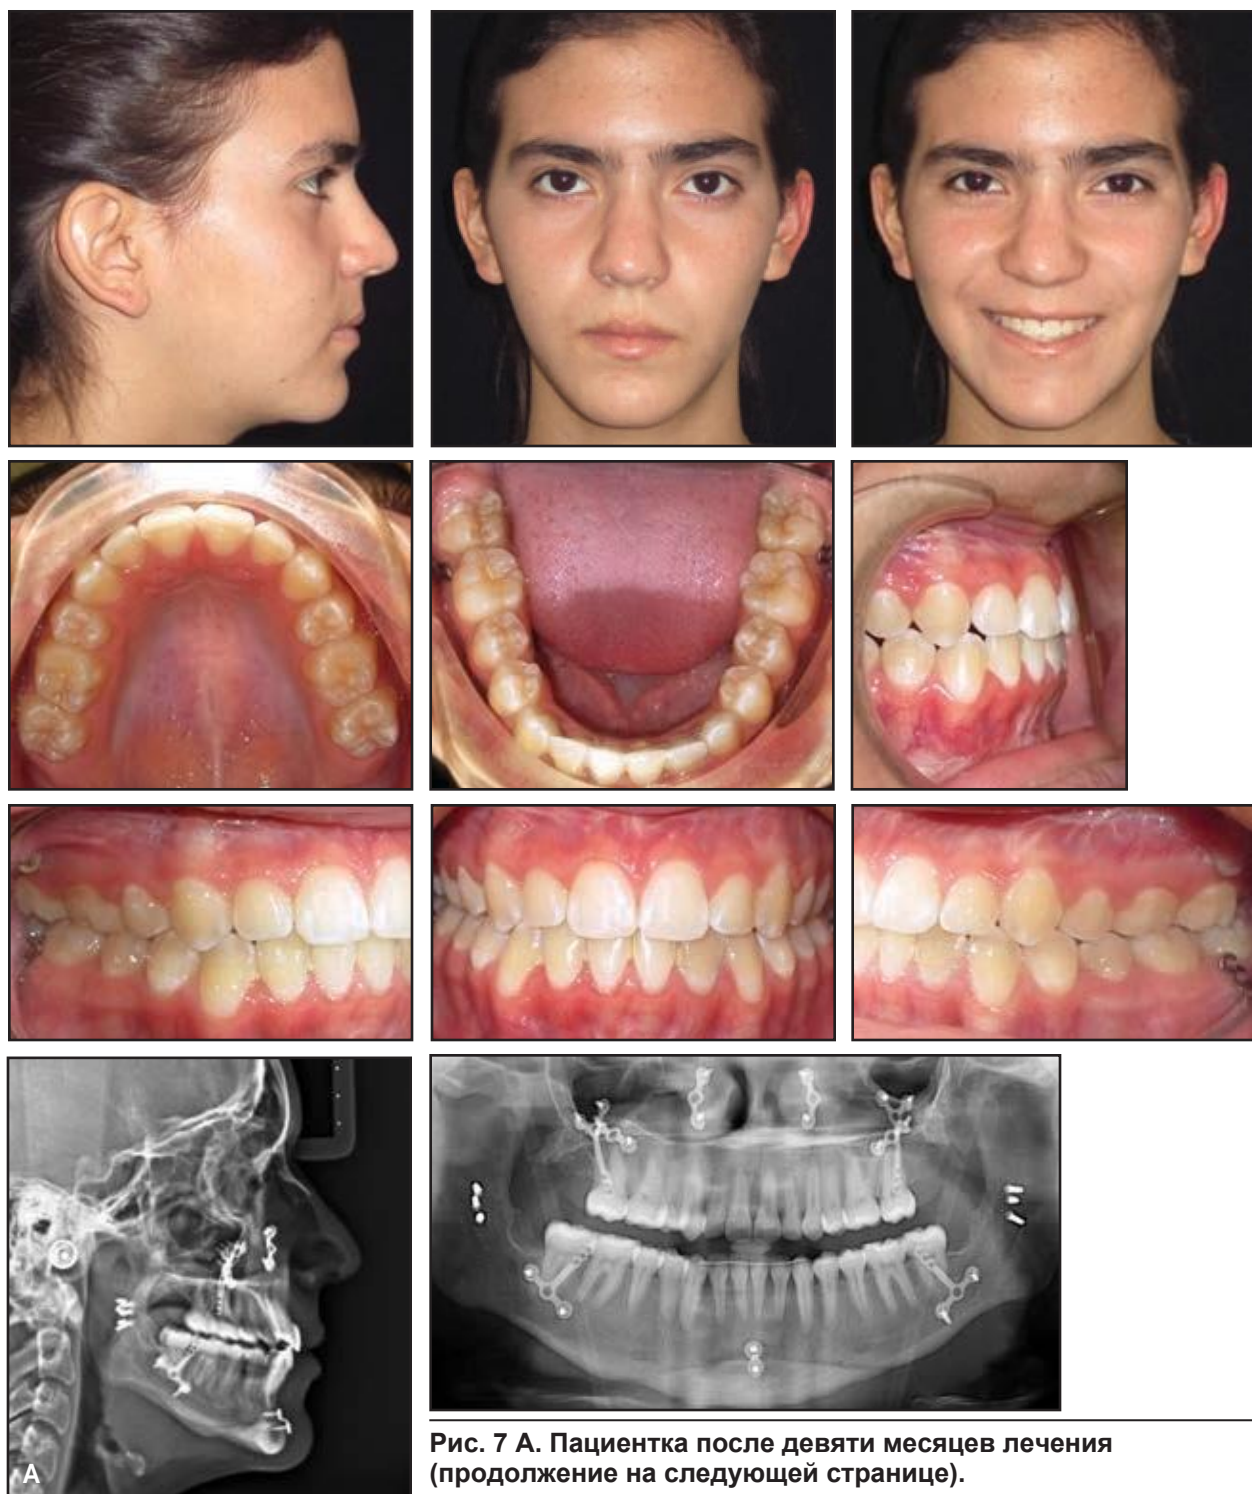 A
Рис. 7 А. Пациентка после девяти месяцев лечения
(продолжение на следующей странице).